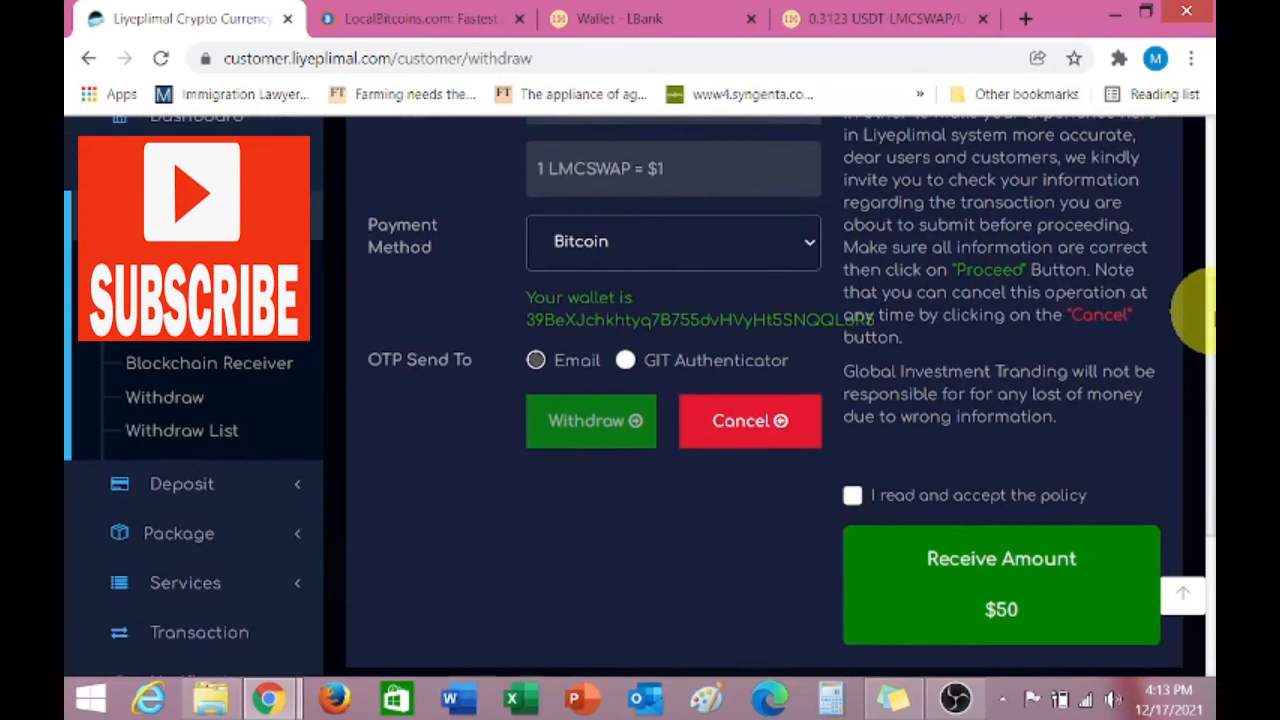 Liyeplimal Crypto Currency
LocalBitcoins.com: Fastest
Wallet - LBank
0.3123 USDT-LMCSWAP/U
customer.liyeplimal.com/customer/withdraw
M
Apps
Immigration Lawyer...
FT Farming needs the...
FT The appliance of ag...
www4.syngenta.co...
»
Other bookmarks
Reading list
Dashboard
SUBSCRIBE
Blockchain Receiver
Withdraw
Withdraw List
Deposit
Package
Services
Transaction
1 LMCSWAP = $1
Payment
Method
Bitcoin
Your wallet is
OTP Send To
Email
GIT Authenticator
Withdraw
Cancel
in Liyeplimal system more accurate,
dear users and customers, we kindly
invite you to check your information
regarding the transaction you are
about to submit before proceeding.
Make sure all information are correct
then click on "Proceed" Button. Note
that you can cancel this operation at
any time by clicking on the "Cancel"
button.
Global Investment Tranding will not be
responsible for for any lost of money
due to wrong information.
I read and accept the policy
Receive Amount
$50
4:13 PM
12/17/2021